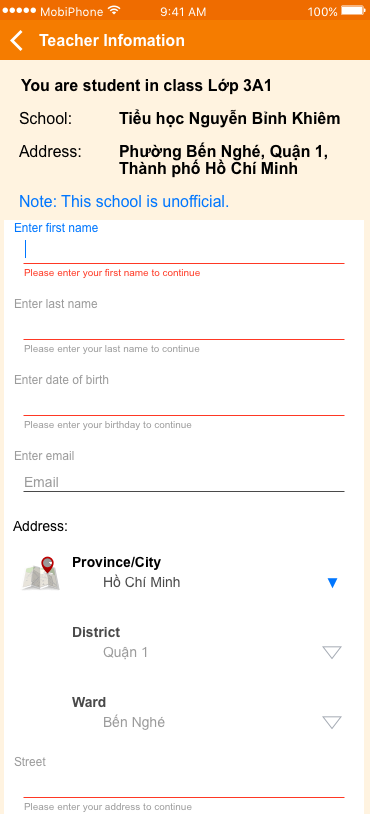 MobiPhone 9:41 AM 100%
Teacher Infomation
You are student in class Lớp 3A1
School: Tiểu học Nguyễn Bỉnh Khiêm
Address: Phường Bến Nghé, Quận 1,
Thành phố Hồ Chí Minh
Note: This school is unofficial.
Enter first name
Please enter your first name to continue
Enter last name
Please enter your last name to continue
Enter date of birth
Please enter your birthday to continue
Enter email
Email
Address:
Province/City
Hồ Chí Minh
District
Quận 1
Ward
Bến Nghé
Street
Please enter your address to continue